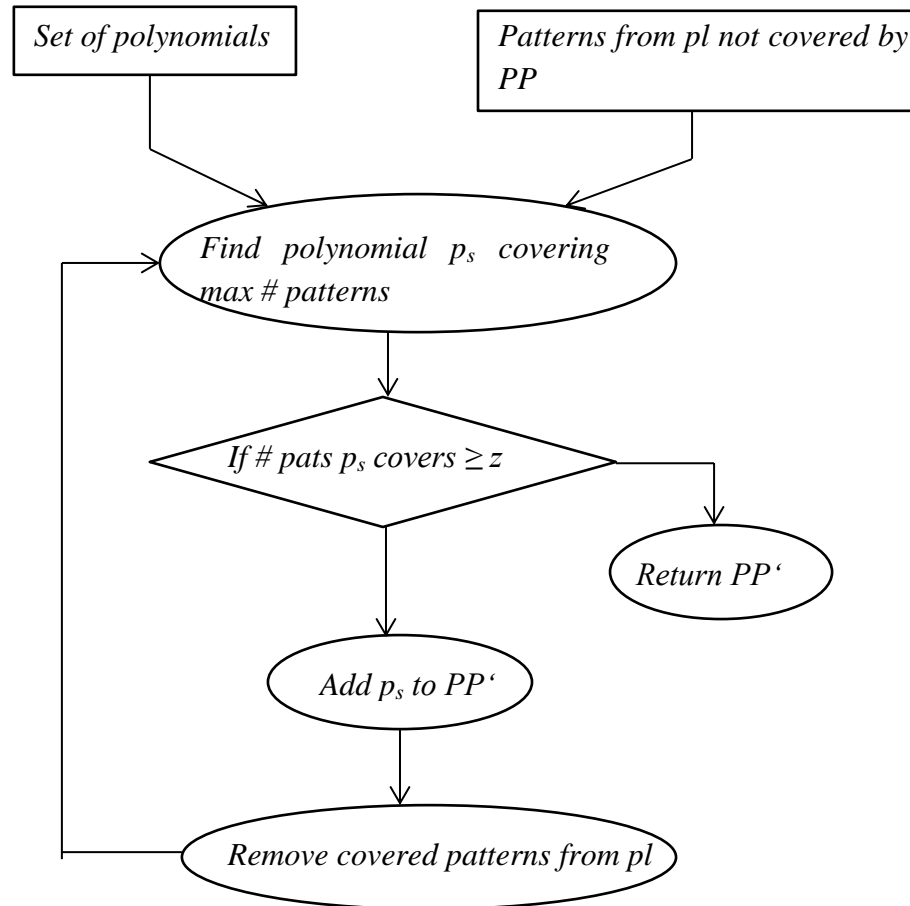 Set of polynomials
Patterns from pl not covered by
PP
Find polynomial pₛ covering
max # patterns
If # pats pₛ covers ≥ z
Return PP‘
Add pₛ to PP‘
Remove covered patterns from pl